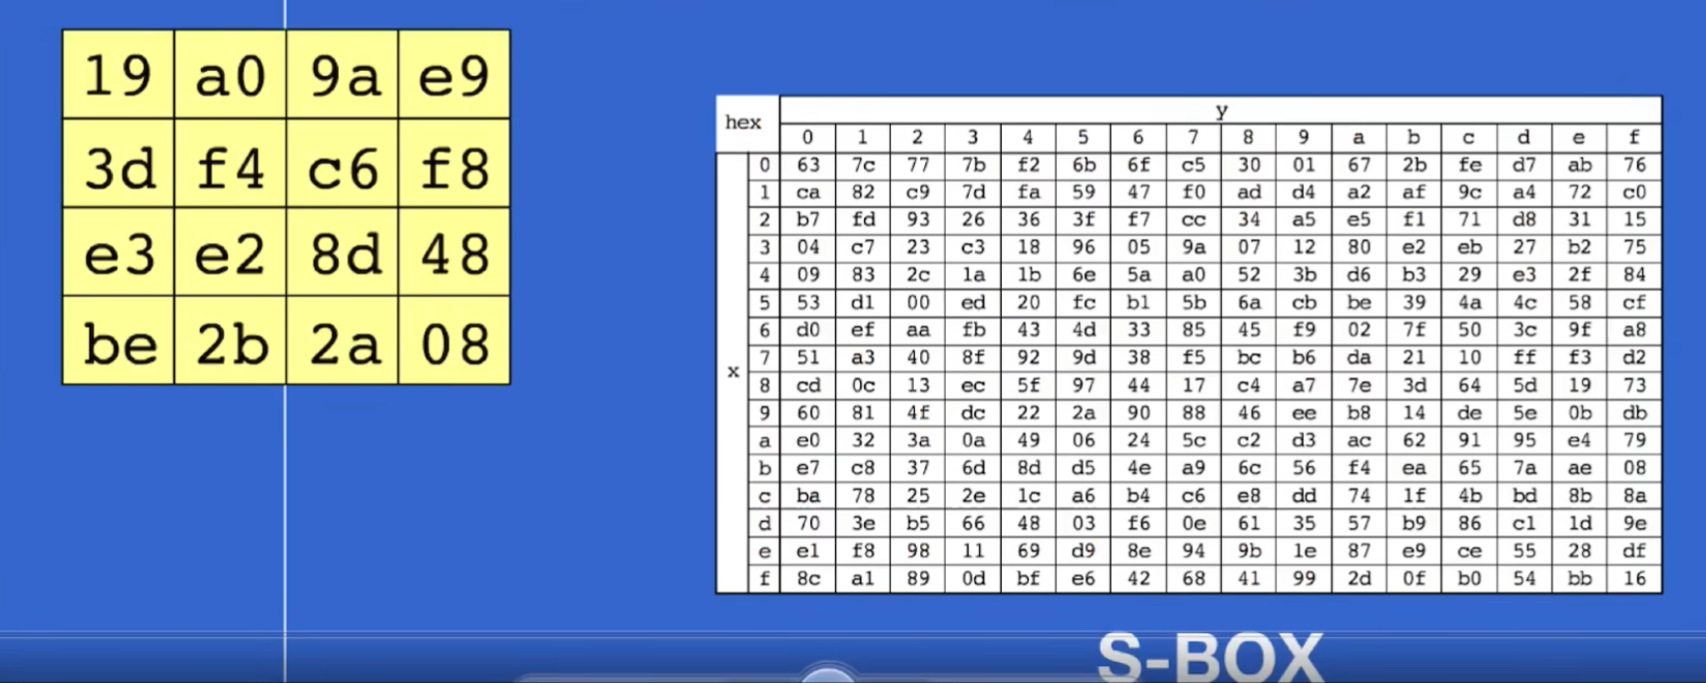 19 a0 9a e9
3d f4 c6 f8
e3 e2 8d 48
be 2b 2a 08
hex y
0 1 2 3 4 5 6 7 8 9 a b c d e f
x
0 63 7c 77 7b f2 6b 6f c5 30 01 67 2b fe d7 ab 76
1 ca 82 c9 7d fa 59 47 f0 ad d4 a2 af 9c a4 72 c0
2 b7 fd 93 26 36 3f f7 cc 34 a5 e5 f1 71 d8 31 15
3 04 c7 23 c3 18 96 05 9a 07 12 80 e2 eb 27 b2 75
4 09 83 2c 1a 1b 6e 5a a0 52 3b d6 b3 29 e3 2f 84
5 53 d1 00 ed 20 fc b1 5b 6a cb be 39 4a 4c 58 cf
6 d0 ef aa fb 43 4d 33 85 45 f9 02 7f 50 3c 9f a8
7 51 a3 40 8f 92 9d 38 f5 bc b6 da 21 10 ff f3 d2
8 cd 0c 13 ec 5f 97 44 17 c4 a7 7e 3d 64 5d 19 73
9 60 81 4f dc 22 2a 90 88 46 ee b8 14 de 5e 0b db
a e0 32 3a 0a 49 06 24 5c c2 d3 ac 62 91 95 e4 79
b e7 c8 37 6d 8d d5 4e a9 6c 56 f4 ea 65 7a ae 08
c ba 78 25 2e 1c a6 b4 c6 e8 dd 74 1f 4b bd 8b 8a
d 70 3e b5 66 48 03 f6 0e 61 35 57 b9 86 c1 1d 9e
e e1 f8 98 11 69 d9 8e 94 9b 1e 87 e9 ce 55 28 df
f 8c a1 89 0d bf e6 42 68 41 99 2d 0f b0 54 bb 16
S-BOX